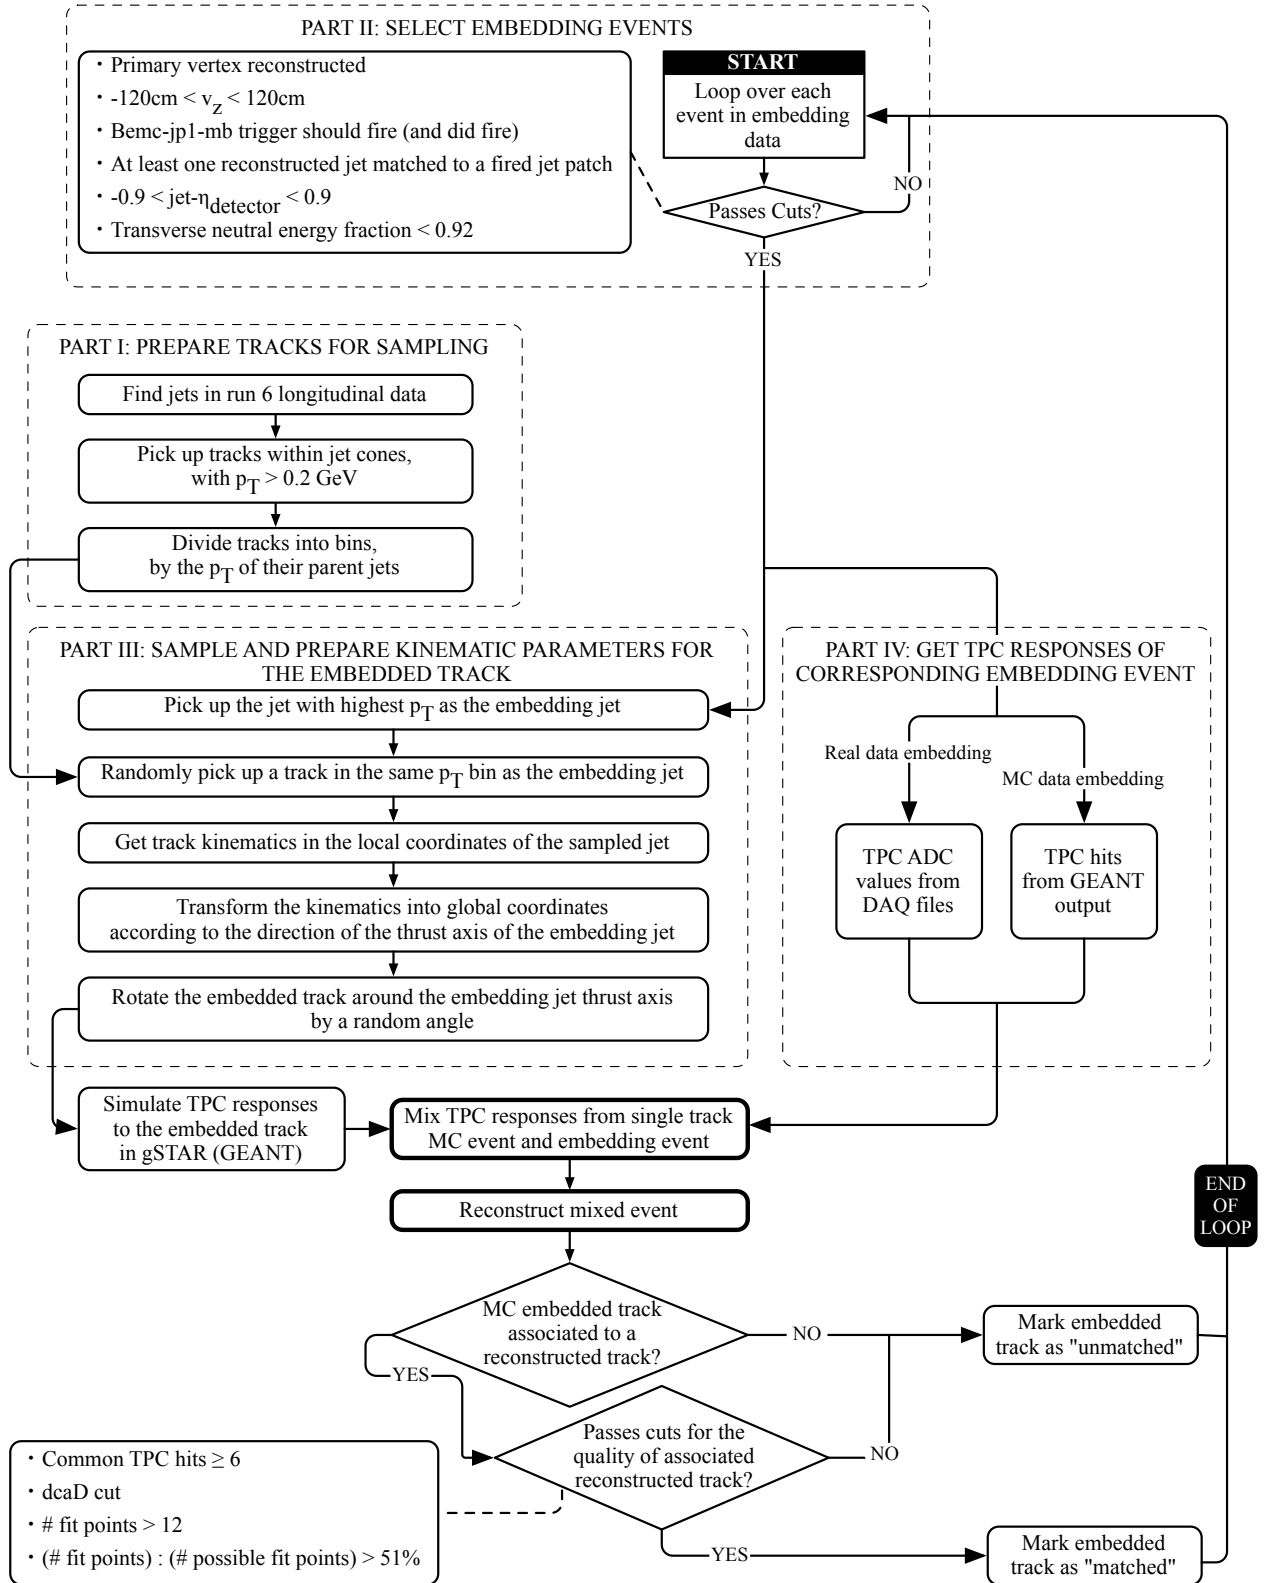 PART II: SELECT EMBEDDING EVENTS
· Primary vertex reconstructed
· -120cm < v_z < 120cm
· Bemc-jp1-mb trigger should fire (and did fire)
· At least one reconstructed jet matched to a fired jet patch
· -0.9 < jet-η_detector < 0.9
· Transverse neutral energy fraction < 0.92
START
Loop over each
event in embedding
data
NO
Passes Cuts?
YES
PART I: PREPARE TRACKS FOR SAMPLING
Find jets in run 6 longitudinal data
Pick up tracks within jet cones,
with p_T > 0.2 GeV
Divide tracks into bins,
by the p_T of their parent jets
PART III: SAMPLE AND PREPARE KINEMATIC PARAMETERS FOR
THE EMBEDDED TRACK
Pick up the jet with highest p_T as the embedding jet
Randomly pick up a track in the same p_T bin as the embedding jet
Get track kinematics in the local coordinates of the sampled jet
Transform the kinematics into global coordinates
according to the direction of the thrust axis of the embedding jet
Rotate the embedded track around the embedding jet thrust axis
by a random angle
PART IV: GET TPC RESPONSES OF
CORRESPONDING EMBEDDING EVENT
Real data embedding
MC data embedding
TPC ADC
values from
DAQ files
TPC hits
from GEANT
output
Simulate TPC responses
to the embedded track
in gSTAR (GEANT)
Mix TPC responses from single track
MC event and embedding event
Reconstruct mixed event
END
OF
LOOP
MC embedded track
associated to a
reconstructed track?
NO
YES
Mark embedded
track as "unmatched"
Passes cuts for the
quality of associated
reconstructed track?
NO
· Common TPC hits ≥ 6
· dcaD cut
· # fit points > 12
· (# fit points) : (# possible fit points) > 51%
YES
Mark embedded
track as "matched"